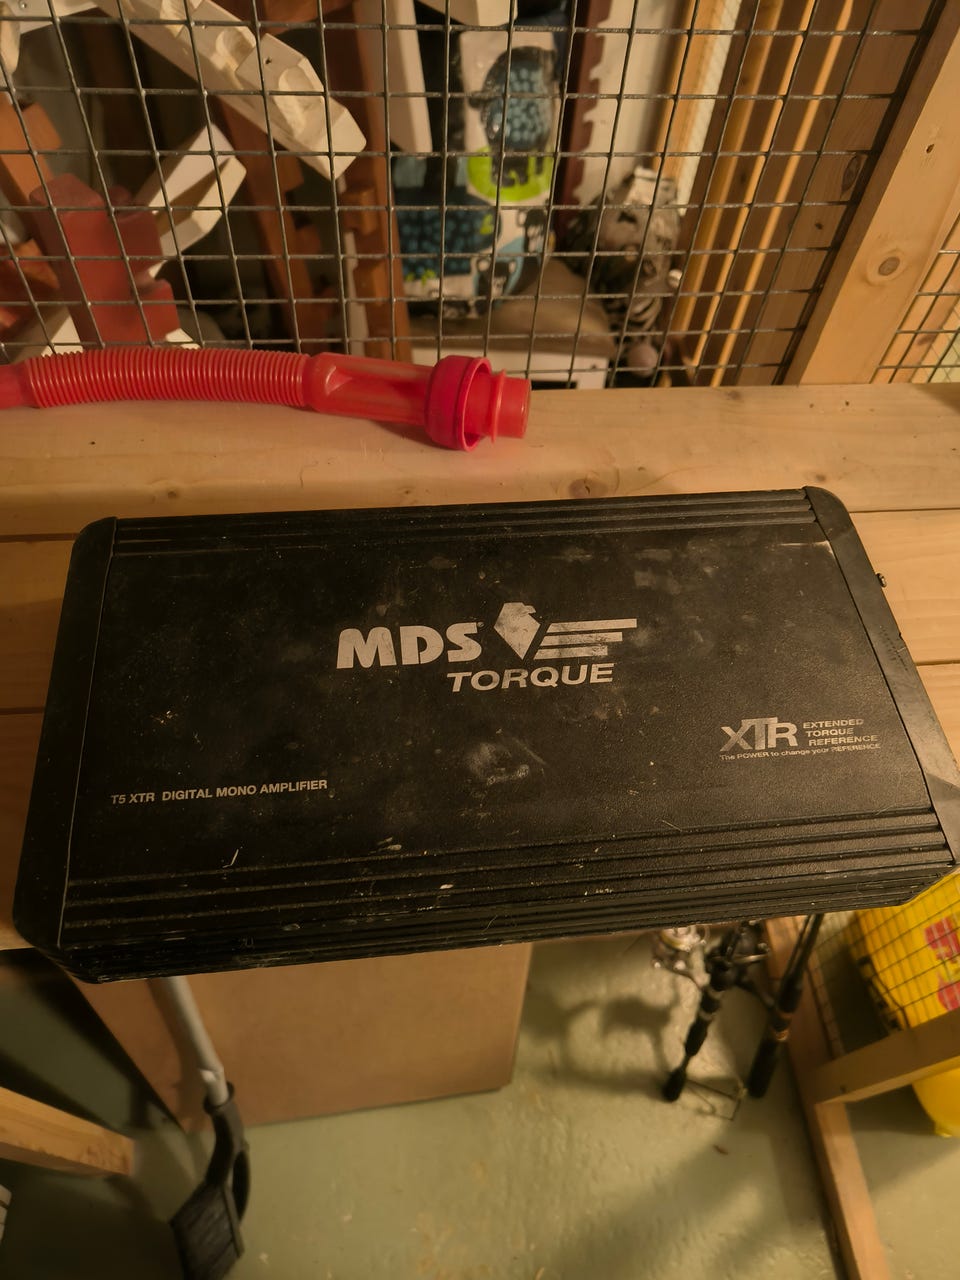 MDS
TORQUE
XTR EXTENDED
TORQUE
REFERENCE
The POWER to change your REFERENCE
T5 XTR DIGITAL MONO AMPLIFIER